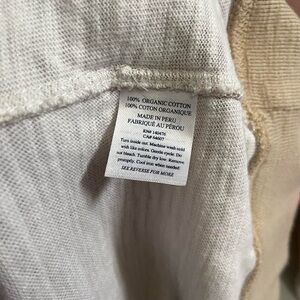 100% ORGANIC COTTON
100% COTON ORGANIQUE
MADE IN PERU
FABRIQUÉ AU PÉROU
RN# 140476
CA# 54607
Turn inside out. Machine wash cold
with like colors. Gentle cycle. Do
not bleach. Tumble dry low. Remove
promptly. Cool iron when needed.
SEE REVERSE FOR MORE